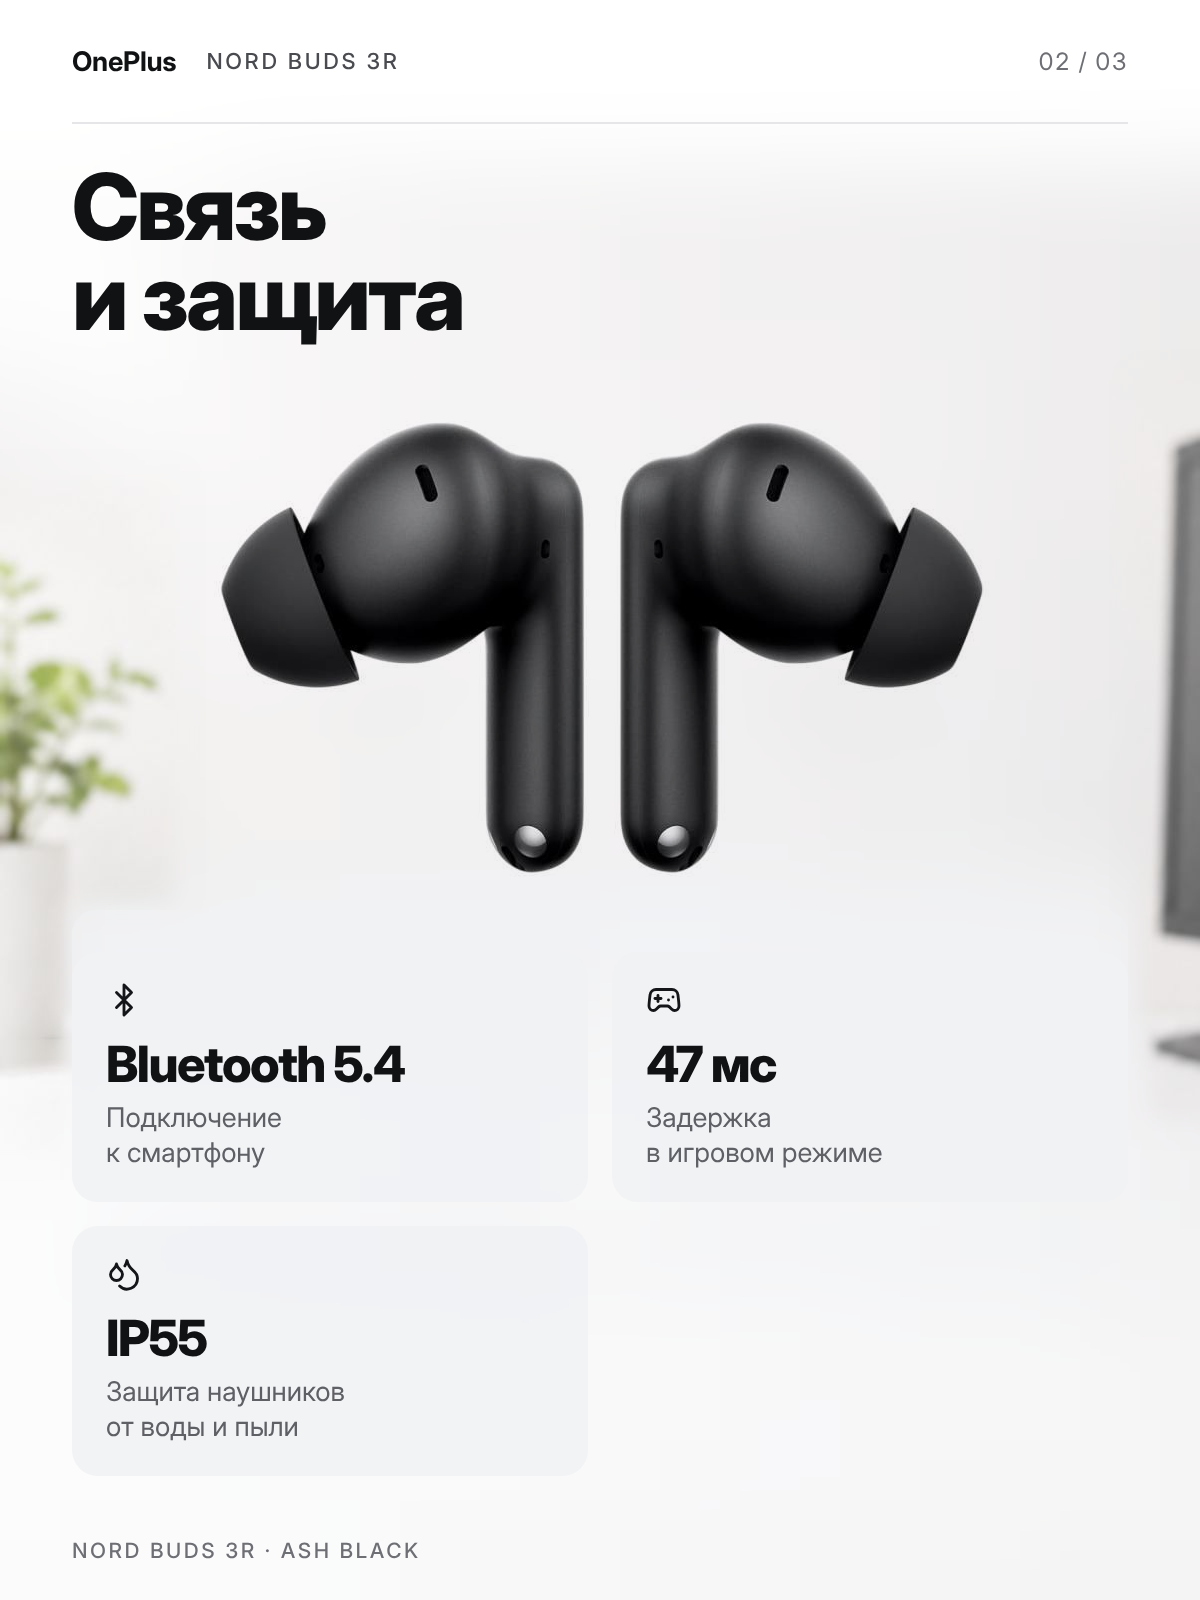 OnePlus NORD BUDS 3R 02 / 03
Связь
и защита
Bluetooth 5.4
Подключение
к смартфону
47 мс
Задержка
в игровом режиме
IP55
Защита наушников
от воды и пыли
NORD BUDS 3R · ASH BLACK